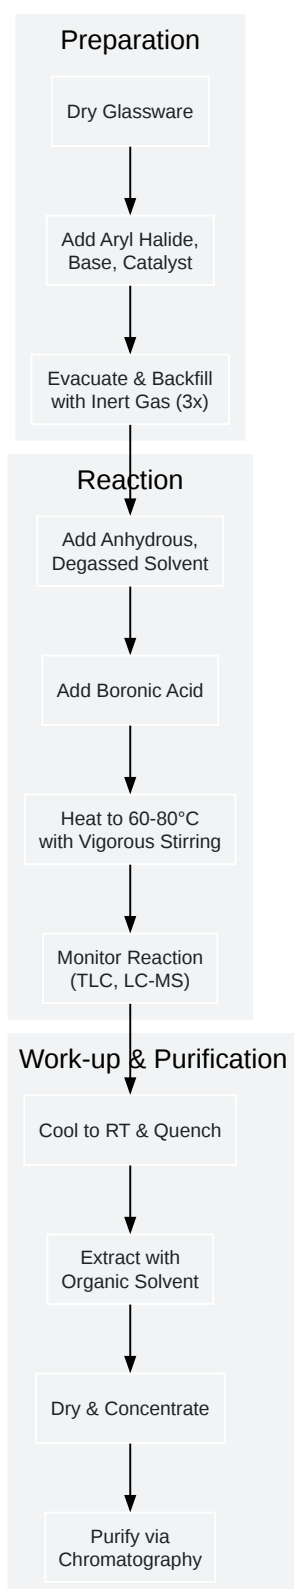 Preparation
Dry Glassware
Add Aryl Halide,
Base, Catalyst
Evacuate & Backfill
with Inert Gas (3x)
Reaction
Add Anhydrous,
Degassed Solvent
Add Boronic Acid
Heat to 60-80°C
with Vigorous Stirring
Monitor Reaction
(TLC, LC-MS)
Work-up & Purification
Cool to RT & Quench
Extract with
Organic Solvent
Dry & Concentrate
Purify via
Chromatography